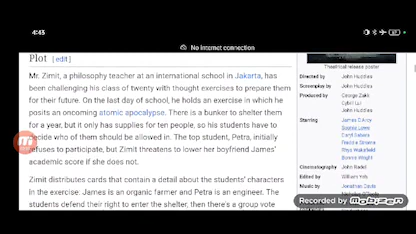 4:43
No internet connection
Plot [ edit ]
Mr. Zimit, a philosophy teacher at an international school in Jakarta, has
been challenging his class of twenty with thought exercises to prepare them
for their future. On the last day of school, he holds an exercise in which he
posits an oncoming atomic apocalypse. There is a bunker to shelter them
for a year, but it only has supplies for ten people, so his students have to
decide who of them should be allowed in. The top student, Petra, initially
refuses to participate, but Zimit threatens to lower her boyfriend James'
academic score if she does not.
Zimit distributes cards that contain a detail about the students' characters
in the exercise: James is an organic farmer and Petra is an engineer. The
students defend their right to enter the shelter, then there's a group vote
Theatrical release poster
Directed by John Huddles
Screenplay by John Huddles
Produced by George Zakk
Cybill Lui
John Huddles
Starring James D'Arcy
Sophie Lowe
Daryl Sabara
Freddie Stroma
Rhys Wakefield
Bonnie Wright
Cinematography John Radel
Edited by William Yeh
Music by Jonathan Davis
Recorded by mobizen